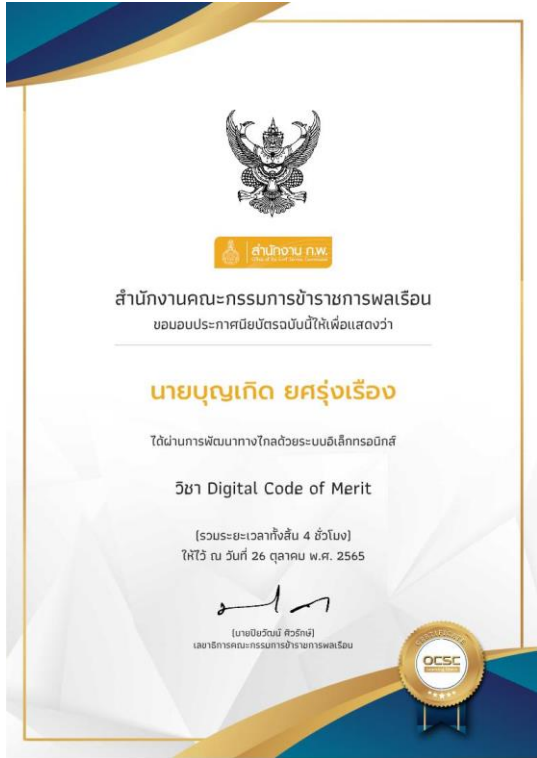 สำนักงาน ก.พ.
สำนักงานคณะกรรมการข้าราชการพลเรือน
ขอมอบประกาศนียบัตรฉบับนี้ให้เพื่อแสดงว่า
นายบุญเกิด ยศรุ่งเรือง
ได้ผ่านการพัฒนาทางไกลด้วยระบบอิเล็กทรอนิกส์
วิชา Digital Code of Merit
(รวมระยะเวลาทั้งสิ้น 4 ชั่วโมง)
ให้ไว้ ณ วันที่ 26 ตุลาคม พ.ศ. 2565
(นายปิยวัฒน์ ศิวรักษ์)
เลขาธิการคณะกรรมการข้าราชการพลเรือน
CERTIFICATE
OCSC